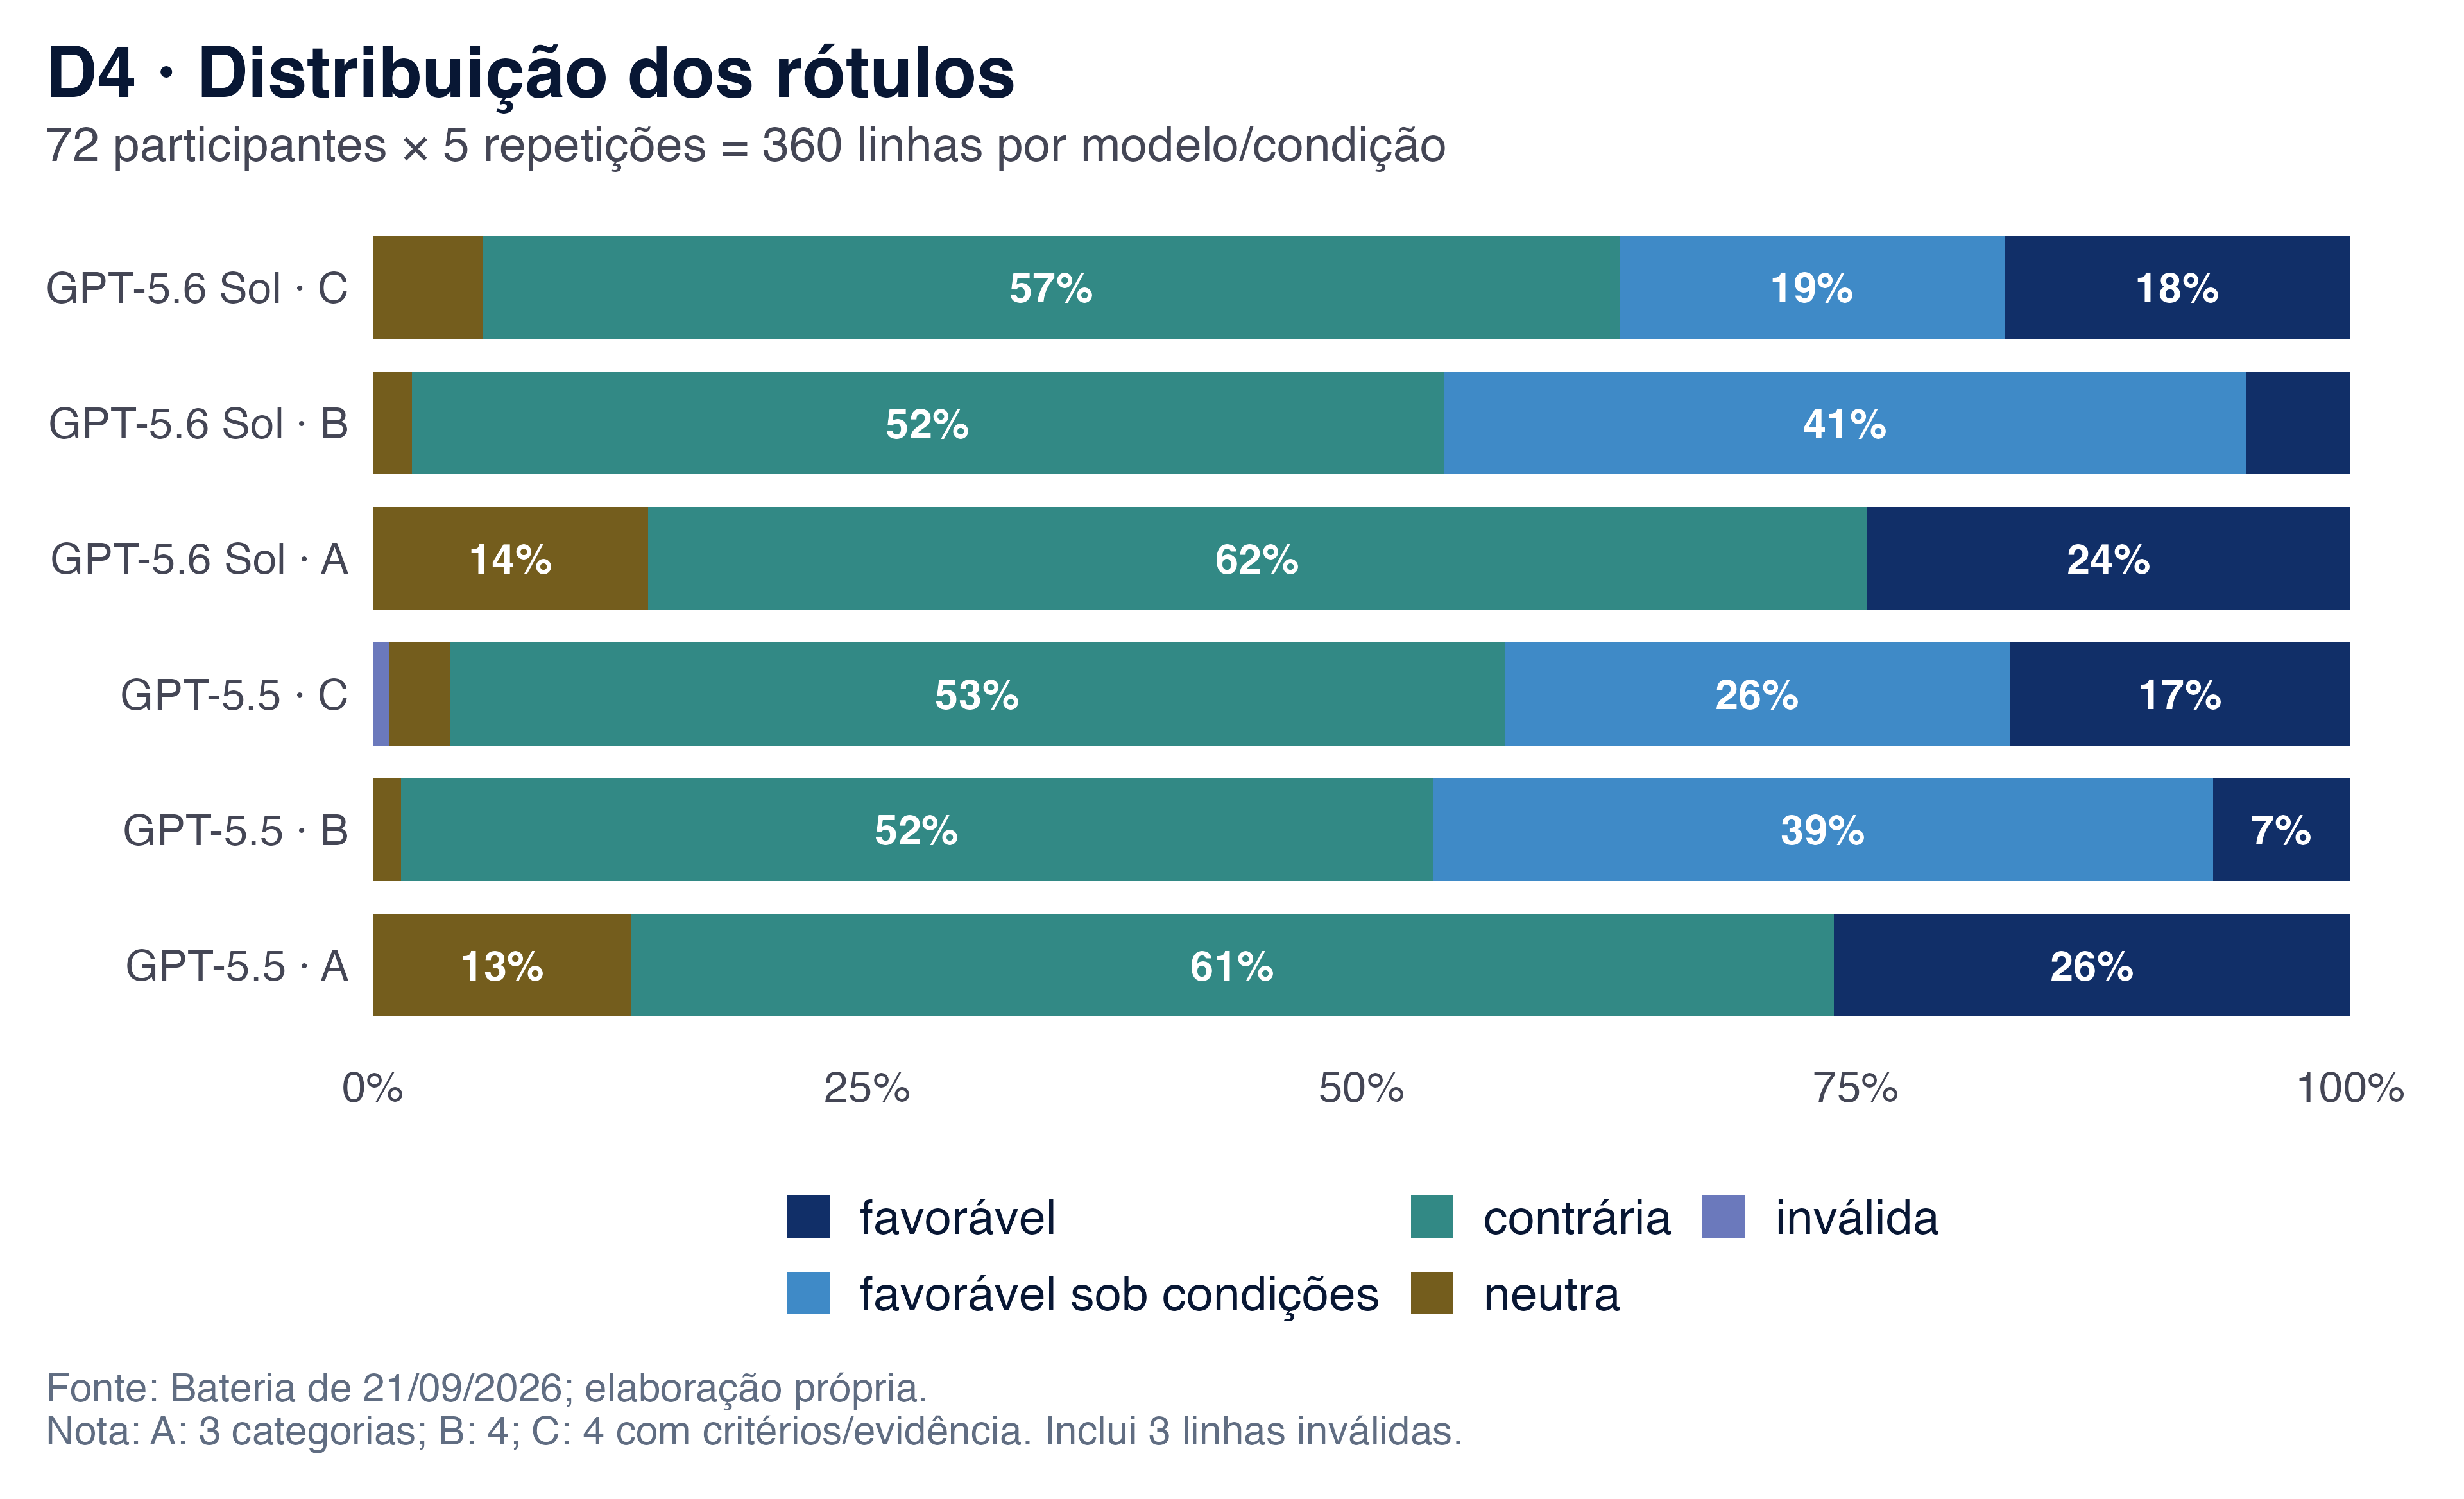 D4 · Distribuição dos rótulos
72 participantes × 5 repetições = 360 linhas por modelo/condição
GPT-5.6 Sol · C
57%
19%
18%
GPT-5.6 Sol · B
52%
41%
GPT-5.6 Sol · A
14%
62%
24%
GPT-5.5 · C
53%
26%
17%
GPT-5.5 · B
52%
39%
7%
GPT-5.5 · A
13%
61%
26%
0%
25%
50%
75%
100%
favorável
contrária
inválida
favorável sob condições
neutra
Fonte: Bateria de 21/09/2026; elaboração própria.
Nota: A: 3 categorias; B: 4; C: 4 com critérios/evidência. Inclui 3 linhas inválidas.